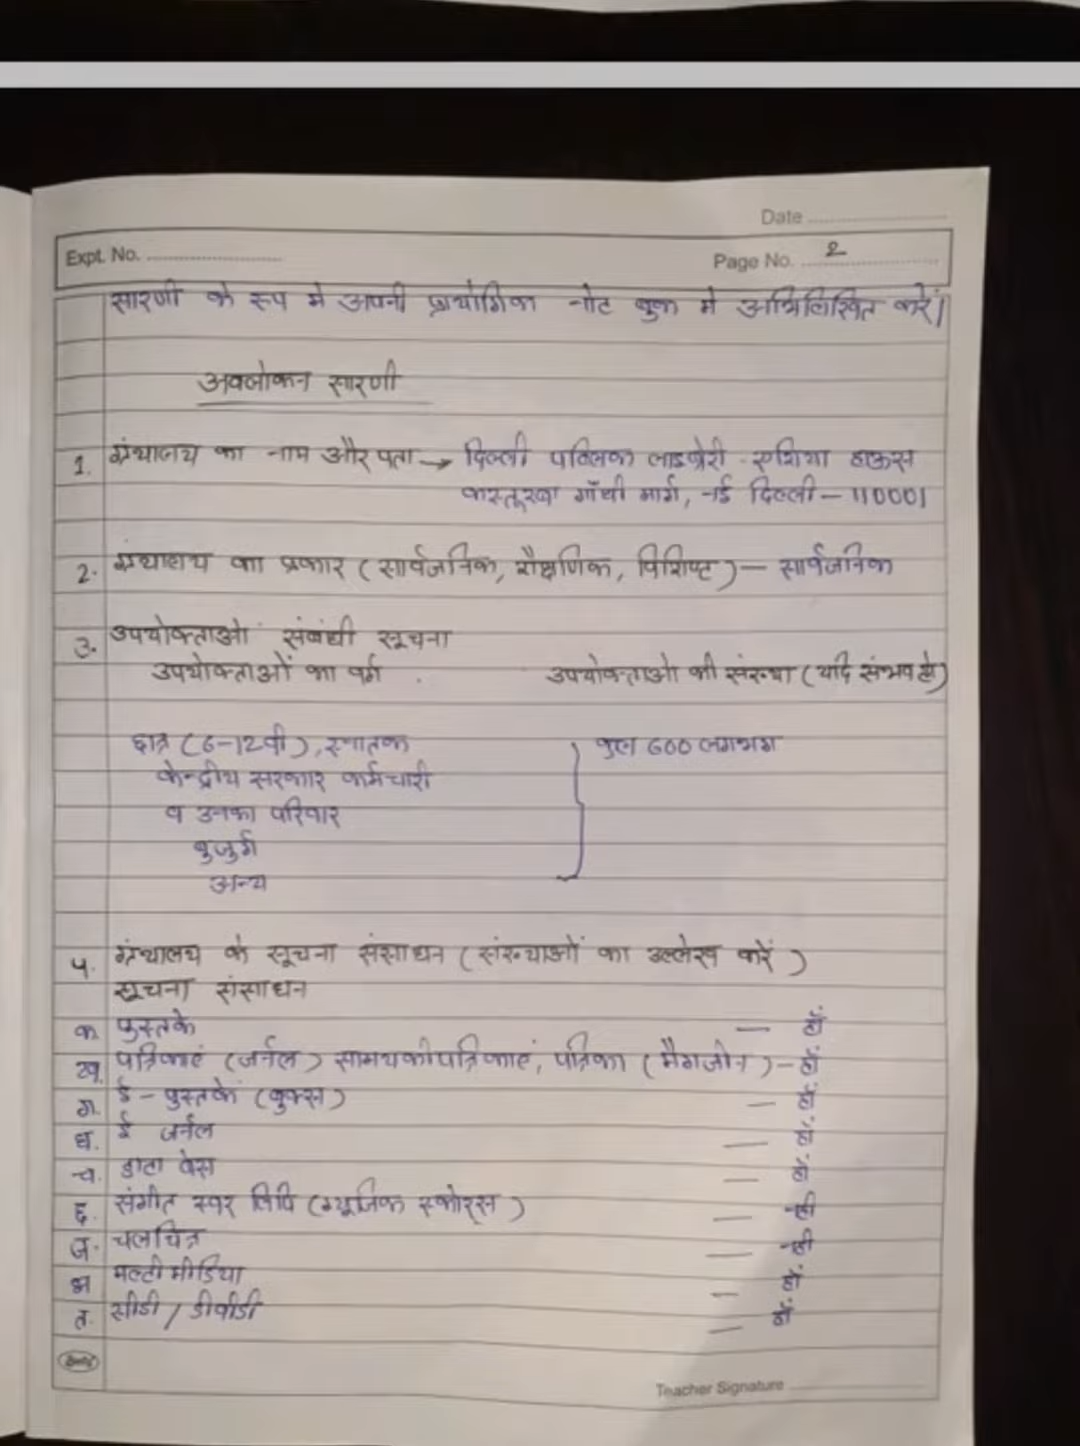 Date
Expt. No.
Page No. 2
सारणी के रूप मे अपनी प्रायोगिका नोट बुक मे अभिलिखित करें।
अवलोकन सारणी
1. ग्रंथालय का नाम और पता → दिल्ली पब्लिक लाइब्रेरी एशिया हाऊस
कस्तूरबा गाँधी मार्ग, नई दिल्ली - 110001
2. ग्रंथालय का प्रकार (सार्वजनिक, शैक्षणिक, विशिष्ट) — सार्वजनिक
3. उपयोक्ताओं संबंधी सूचना
उपयोक्ताओं का वर्ग उपयोक्ताओ की संख्या (यदि संभव हो)
छात्र (6-12वी), स्नातक कुल 600 लगभग
केन्द्रीय सरकार कर्मचारी
व उनका परिवार
बुजुर्ग
अन्य
4. ग्रंथालय के सूचना संसाधन (संख्याओं का उल्लेख करें)
सूचना संसाधन
क. पुस्तके — हाँ
ख. पत्रिकाएं (जर्नल) सामयकी पत्रिकाएं, पत्रिका (मैगजीन) - हाँ
ग. ई - पुस्तकें (बुक्स) — हाँ
घ. ई जर्नल — हाँ
च. डाटा बेस — हाँ
छ. संगीत स्वर लिपि (म्यूजिक स्कोर्स) — नही
ज. चलचित्र — नही
झ मल्टीमीडिया — हाँ
त. सीडी / डीवीडी — हाँ
Teacher Signature